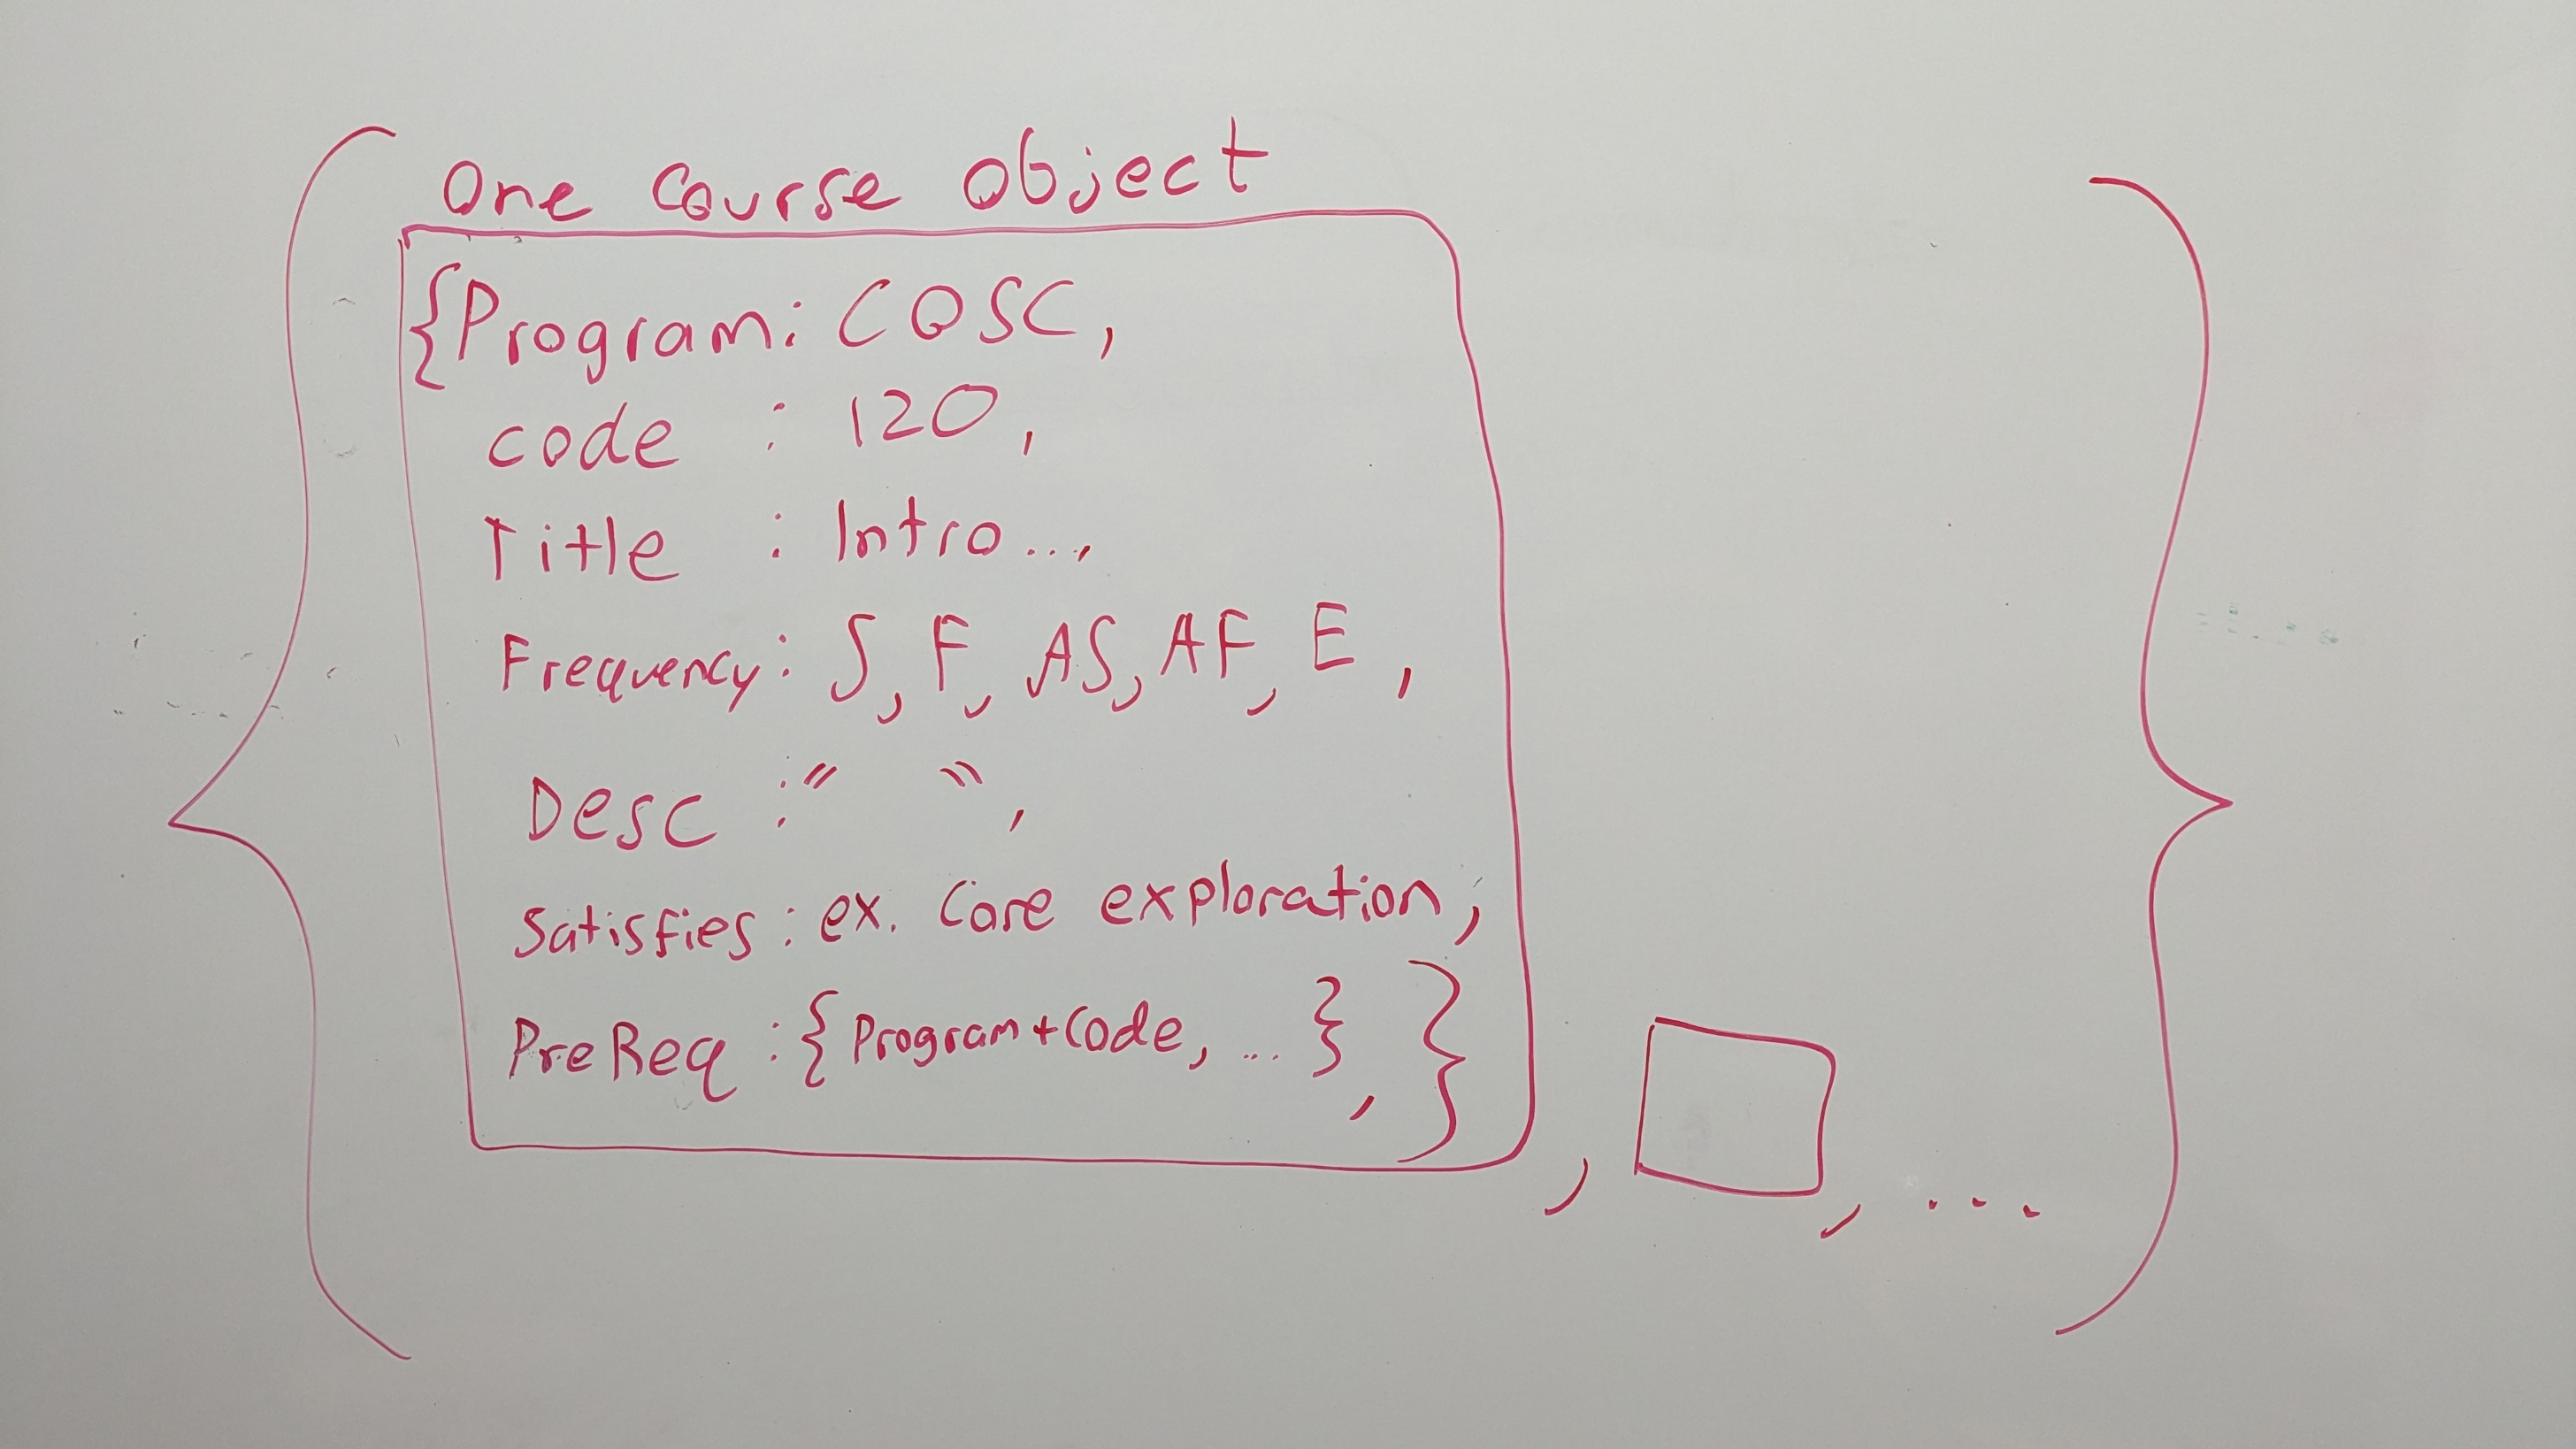 One Course Object
{Program: COSC,
code : 120,
Title : Intro...,
Frequency: S, F, AS, AF, E,
Desc : " ",
Satisfies: ex. Core exploration,
PreReq : {Program+Code, ... }, }
, , ...